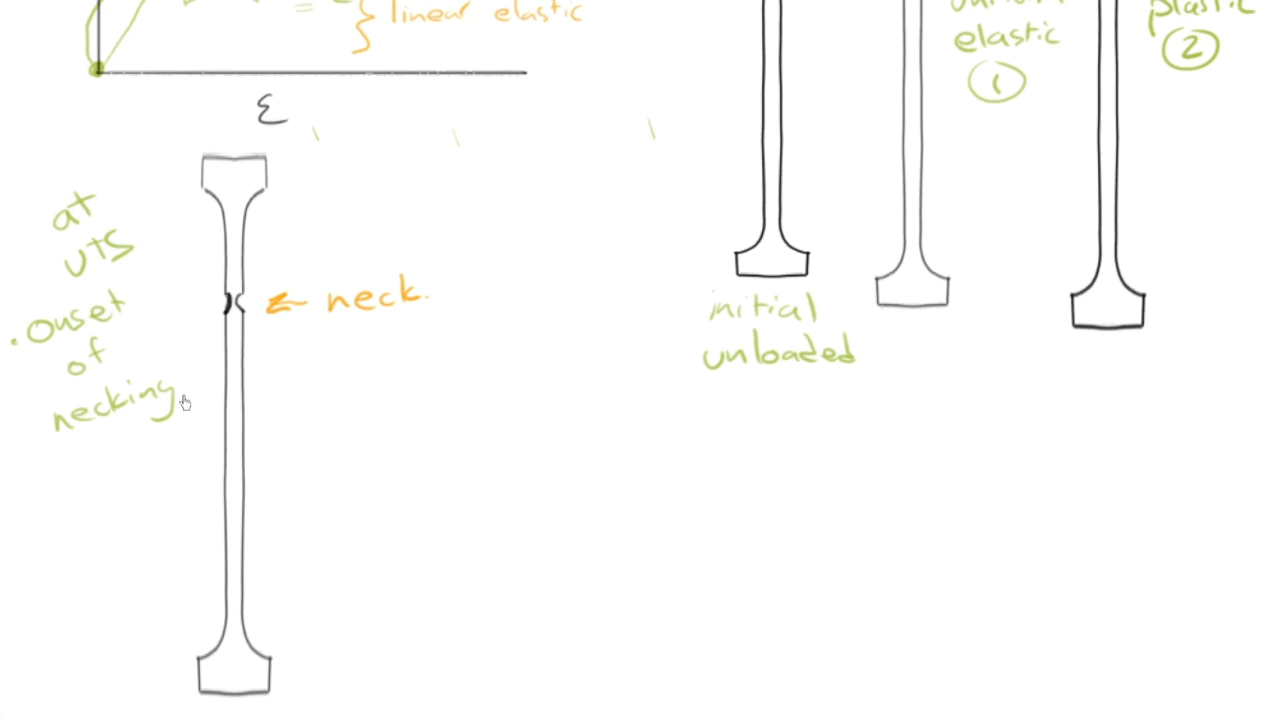 linear elastic
ε
elastic
1
plastic
2
at
UTS
. Onset
of
necking.
← neck.
initial
unloaded